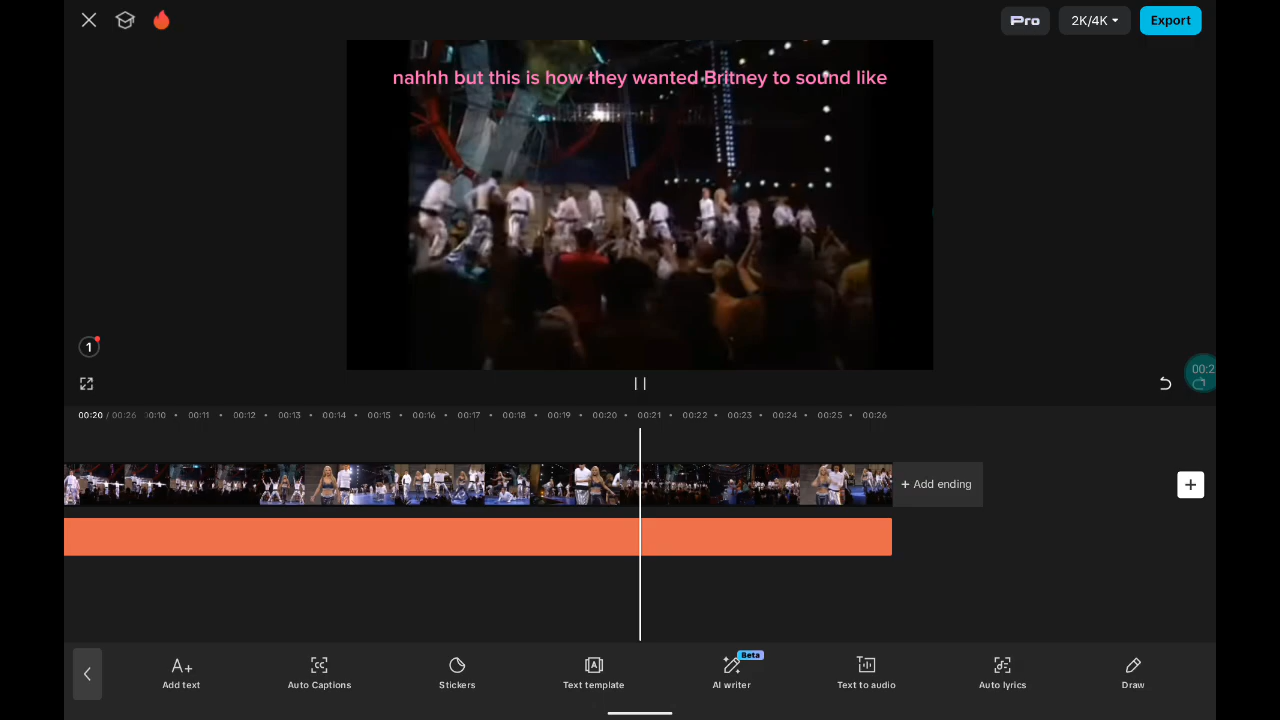 Pro
2K/4K
Export
nahhh but this is how they wanted Britney to sound like
1
00:2
00:20 / 00:26
00:11
00:12
00:13
00:14
00:15
00:16
00:17
00:18
00:19
00:20
00:21
00:22
00:23
00:24
00:25
00:26
+ Add ending
+
Beta
A+
CC
A
Add text
Auto Captions
Stickers
Text template
AI writer
Text to audio
Auto lyrics
Draw